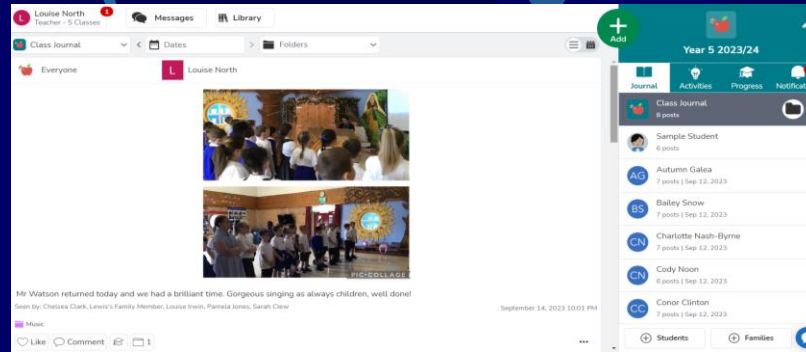 L
Louise North
Teacher - 5 Classes
1
Messages
Library
Add
Class Journal
Dates
Folders
Everyone
L
Louise North
PIC-COLLAGE
Mr Watson returned today and we had a brilliant time. Gorgeous singing as always children, well done!
Seen by: Chelsea Clark, Lewis's Family Member, Louise Irwin, Pamela Jones, Sarah Clew
September 14, 2023 10:01 PM
Music
Like
Comment
1
Year 5 2023/24
Journal
Activities
Progress
Notificat
Class Journal
6 posts
Sample Student
6 posts
AG
Autumn Galea
7 posts | Sep 12, 2023
BS
Bailey Snow
7 posts | Sep 12, 2023
CN
Charlotte Nash-Byrne
7 posts | Sep 12, 2023
CN
Cody Noon
6 posts | Sep 12, 2023
CC
Conor Clinton
7 posts | Sep 12, 2023
Students
Families